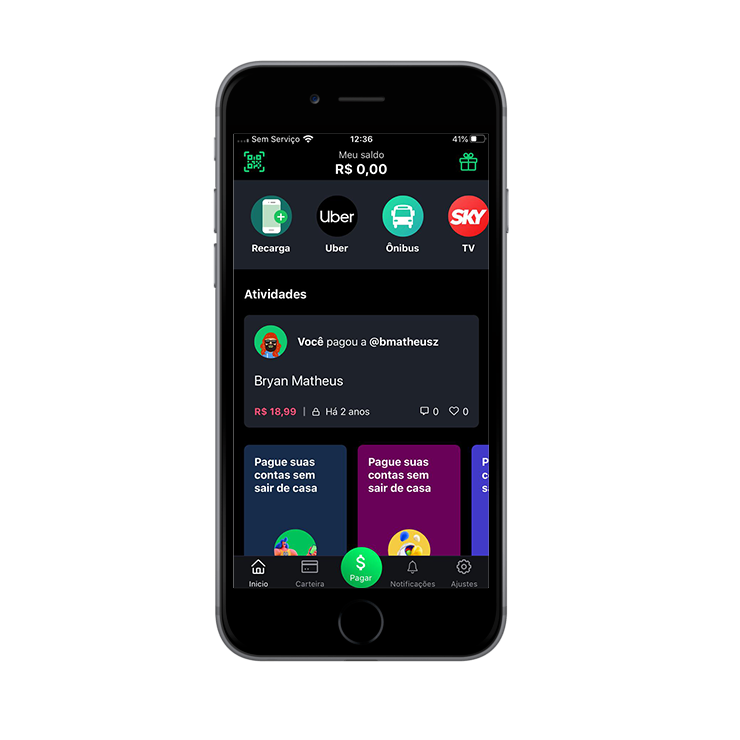 Sem Serviço 12:36 41%
Meu saldo
R$ 0,00
Uber
SKY
Recarga Uber Ônibus TV
Atividades
Você pagou a @bmatheusz
Bryan Matheus
R$ 18,99 | Há 2 anos 0 0
Pague suas
contas sem
sair de casa
Pague suas
contas sem
sair de casa
$
Pagar
Início Carteira Notificações Ajustes